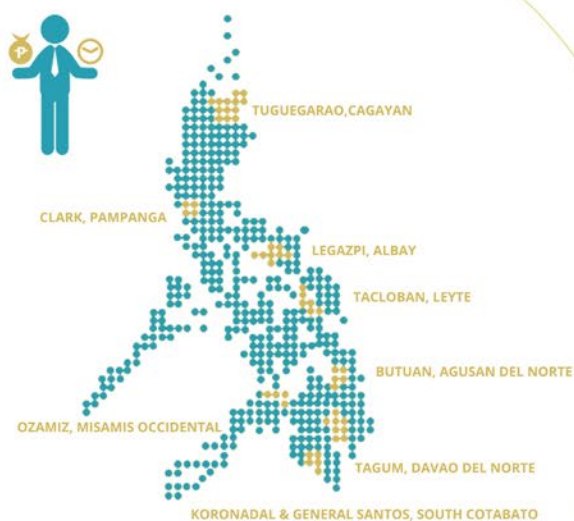 ₱
TUGUEGARAO,CAGAYAN
CLARK, PAMPANGA
LEGAZPI, ALBAY
TACLOBAN, LEYTE
BUTUAN, AGUSAN DEL NORTE
OZAMIZ, MISAMIS OCCIDENTAL
TAGUM, DAVAO DEL NORTE
KORONADAL & GENERAL SANTOS, SOUTH COTABATO